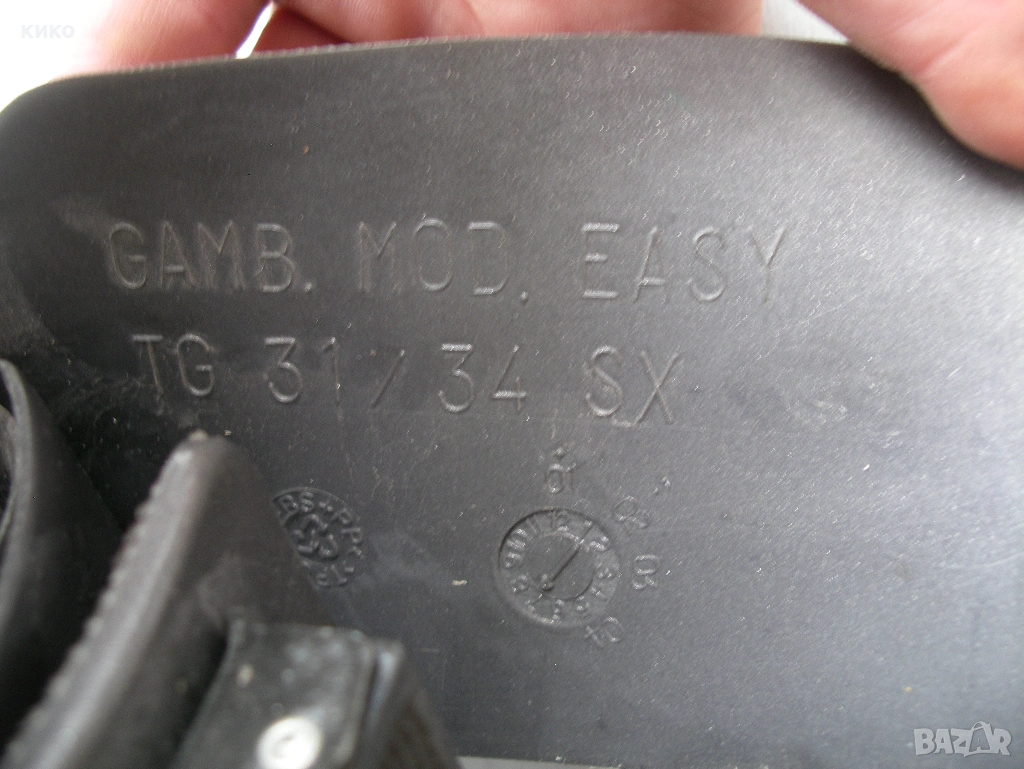 КИКО
GAMB. MOD. EASY
TG 31/34 SX
BAZAR